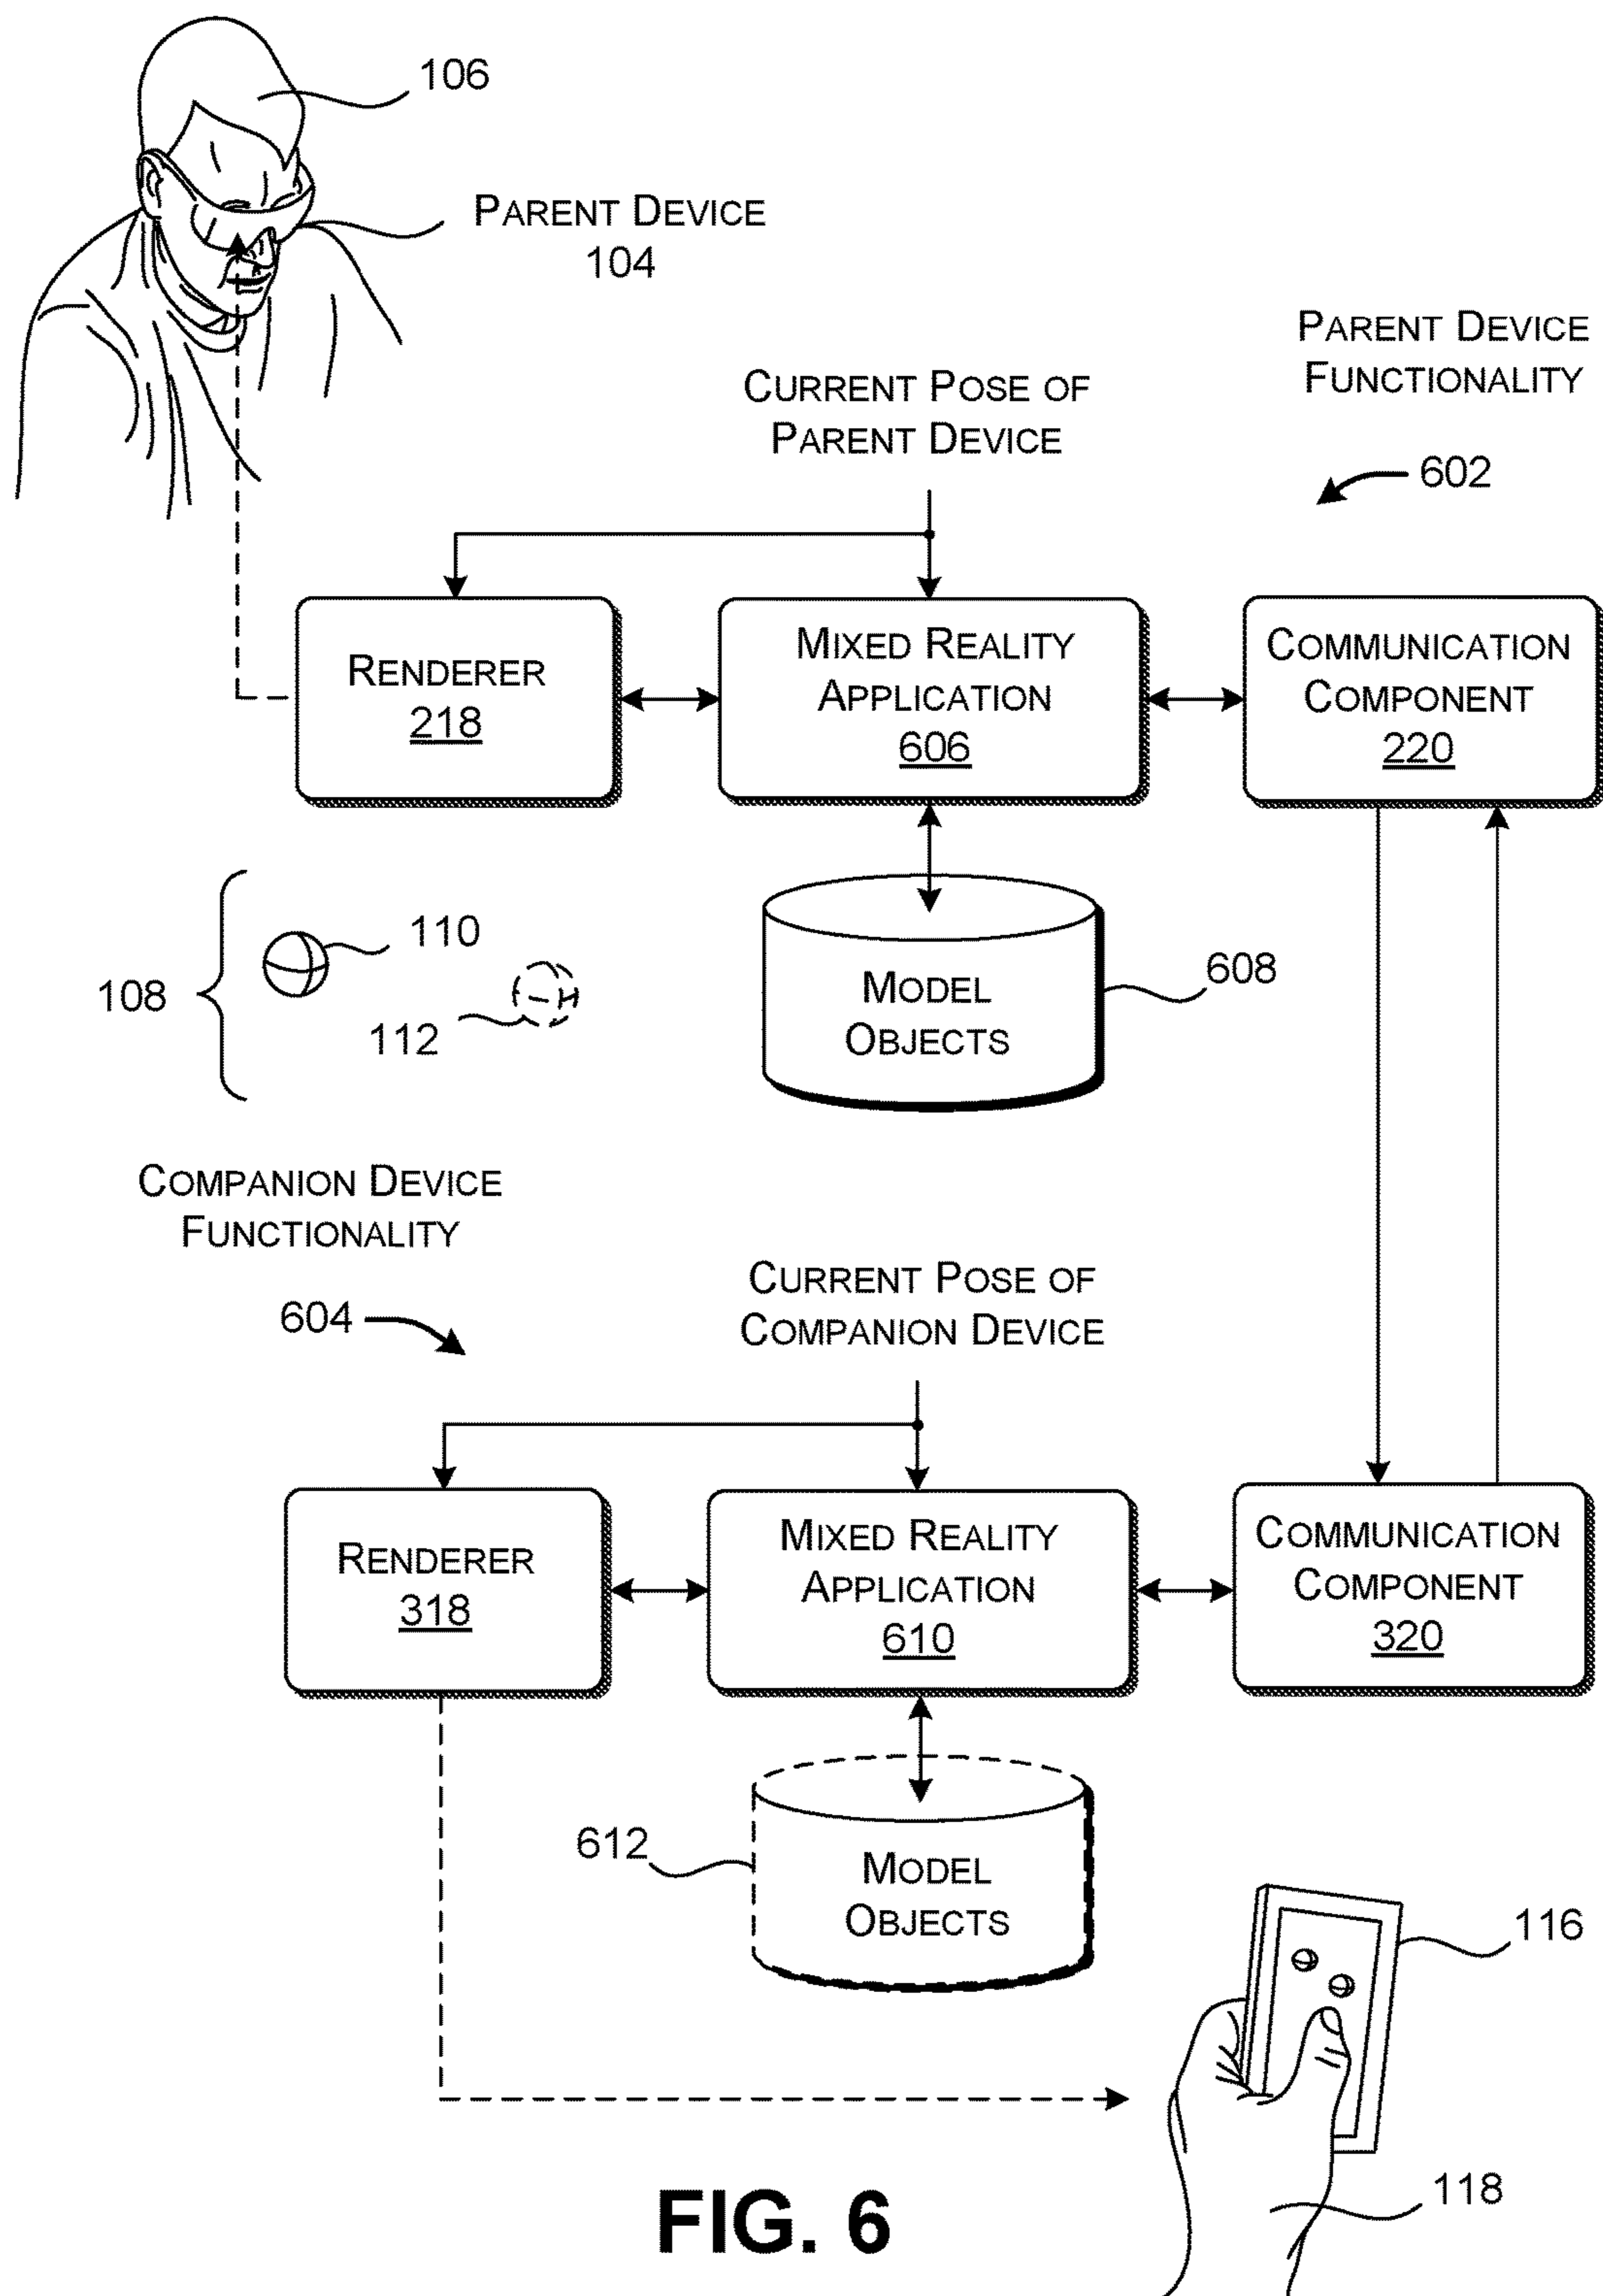 106
PARENT DEVICE
104
PARENT DEVICE
FUNCTIONALITY
602
CURRENT POSE OF
PARENT DEVICE
RENDERER
218
MIXED REALITY
APPLICATION
606
COMMUNICATION
COMPONENT
220
108
110
112
MODEL
OBJECTS
608
COMPANION DEVICE
FUNCTIONALITY
604
CURRENT POSE OF
COMPANION DEVICE
RENDERER
318
MIXED REALITY
APPLICATION
610
COMMUNICATION
COMPONENT
320
612
MODEL
OBJECTS
116
118
FIG. 6